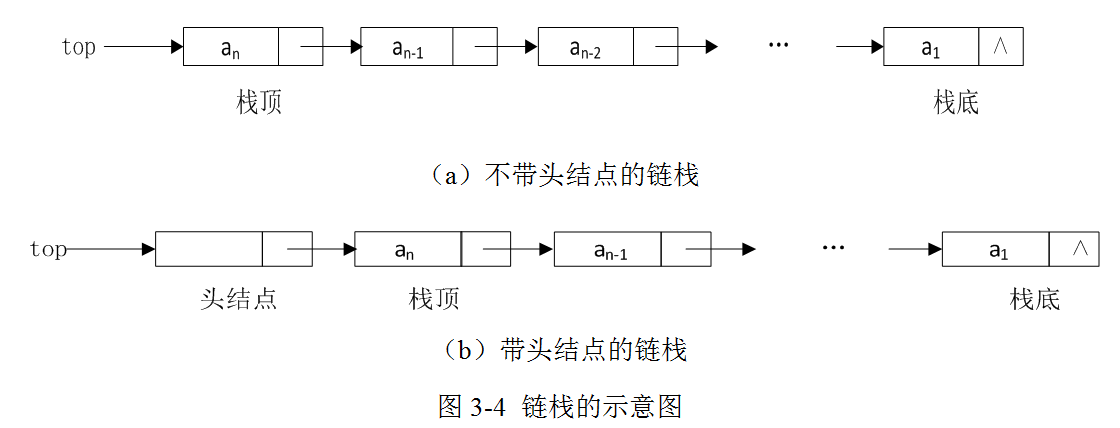 top aₙ aₙ₋₁ aₙ₋₂ … a₁ ∧
栈顶 栈底
（a）不带头结点的链栈
top aₙ aₙ₋₁ … a₁ ∧
头结点 栈顶 栈底
（b）带头结点的链栈
图 3-4 链栈的示意图